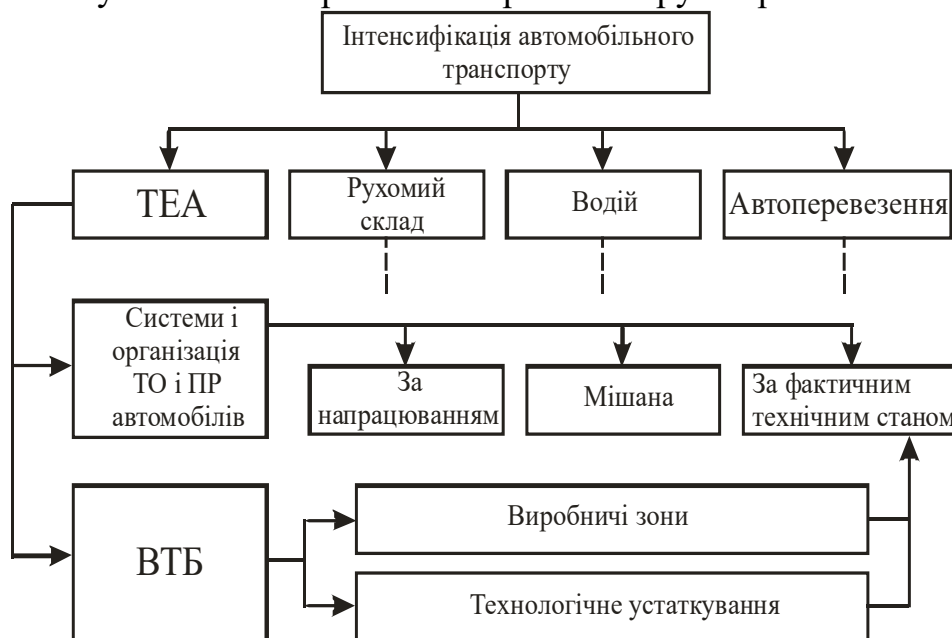 Інтенсифікація автомобільного
транспорту
ТЕА
Рухомий
склад
Водій
Автоперевезення
Системи і
організація
ТО і ПР
автомобілів
За
напрацюванням
Мішана
За фактичним
технічним станом
ВТБ
Виробничі зони
Технологічне устаткування